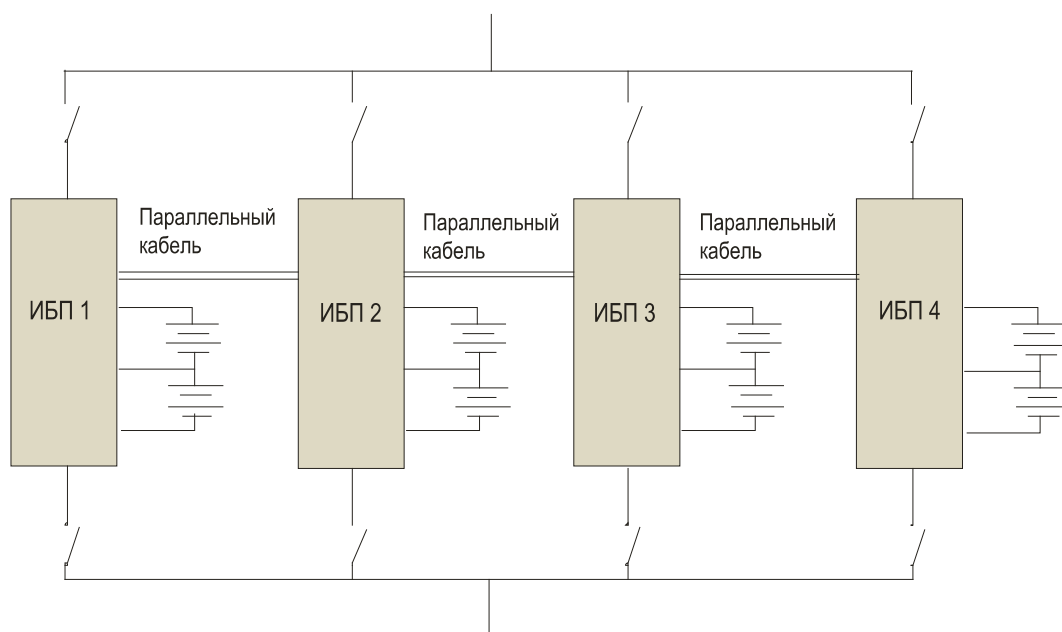 Параллельный
кабель
Параллельный
кабель
Параллельный
кабель
ИБП 1
ИБП 2
ИБП 3
ИБП 4